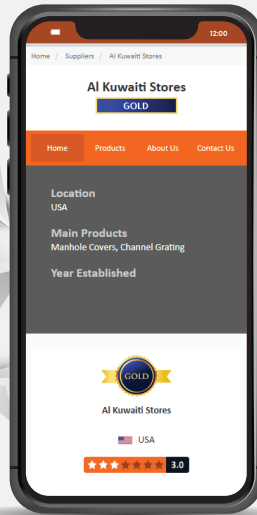 12:00
Home / Suppliers / Al Kuwaiti Stores
Al Kuwaiti Stores
GOLD
Home Products About Us Contact Us
Location
USA
Main Products
Manhole Covers, Channel Grating
Year Established
GOLD
Al Kuwaiti Stores
USA
3.0